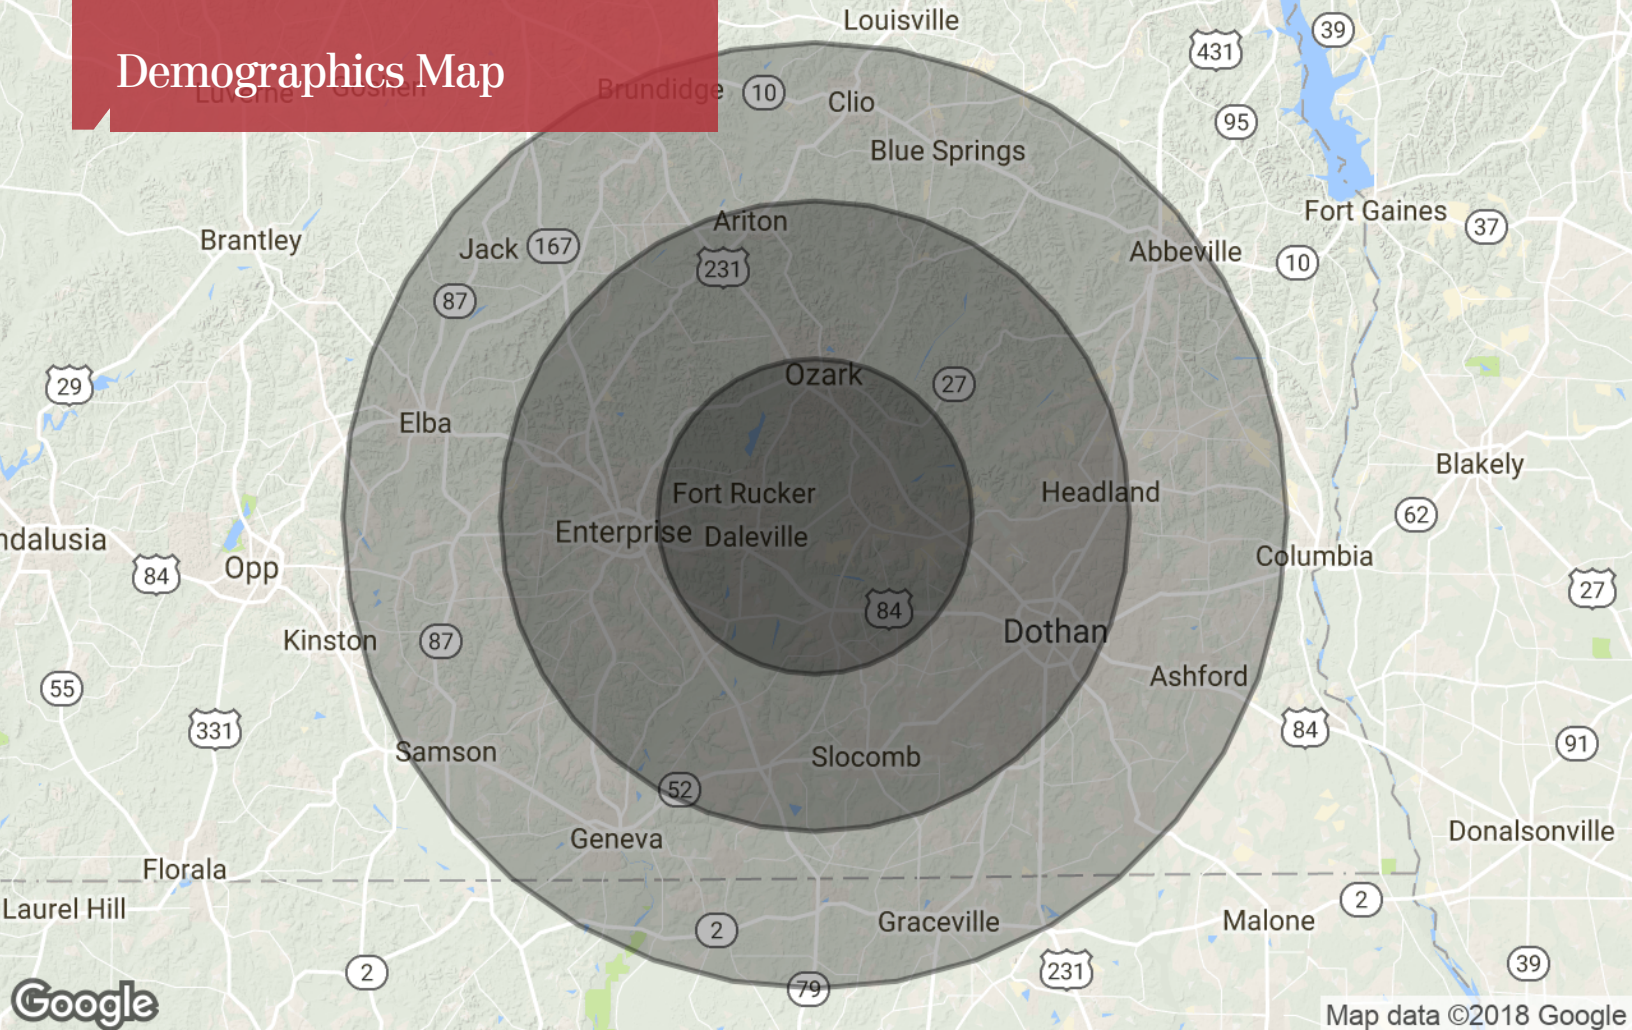 Louisville
39
431
Demographics Map
Luverne
Goshen
Brundidge
10
Clio
95
Blue Springs
Fort Gaines
37
Ariton
Brantley
Jack
167
Abbeville
10
231
87
Ozark
27
29
Elba
Blakely
Fort Rucker
Headland
62
Enterprise
Daleville
ndalusia
Columbia
Opp
84
27
84
Dothan
Kinston
87
Ashford
55
331
84
91
Samson
Slocomb
52
Geneva
Donalsonville
Florala
2
Laurel Hill
Graceville
Malone
2
2
231
39
79
Google
Map data ©2018 Google